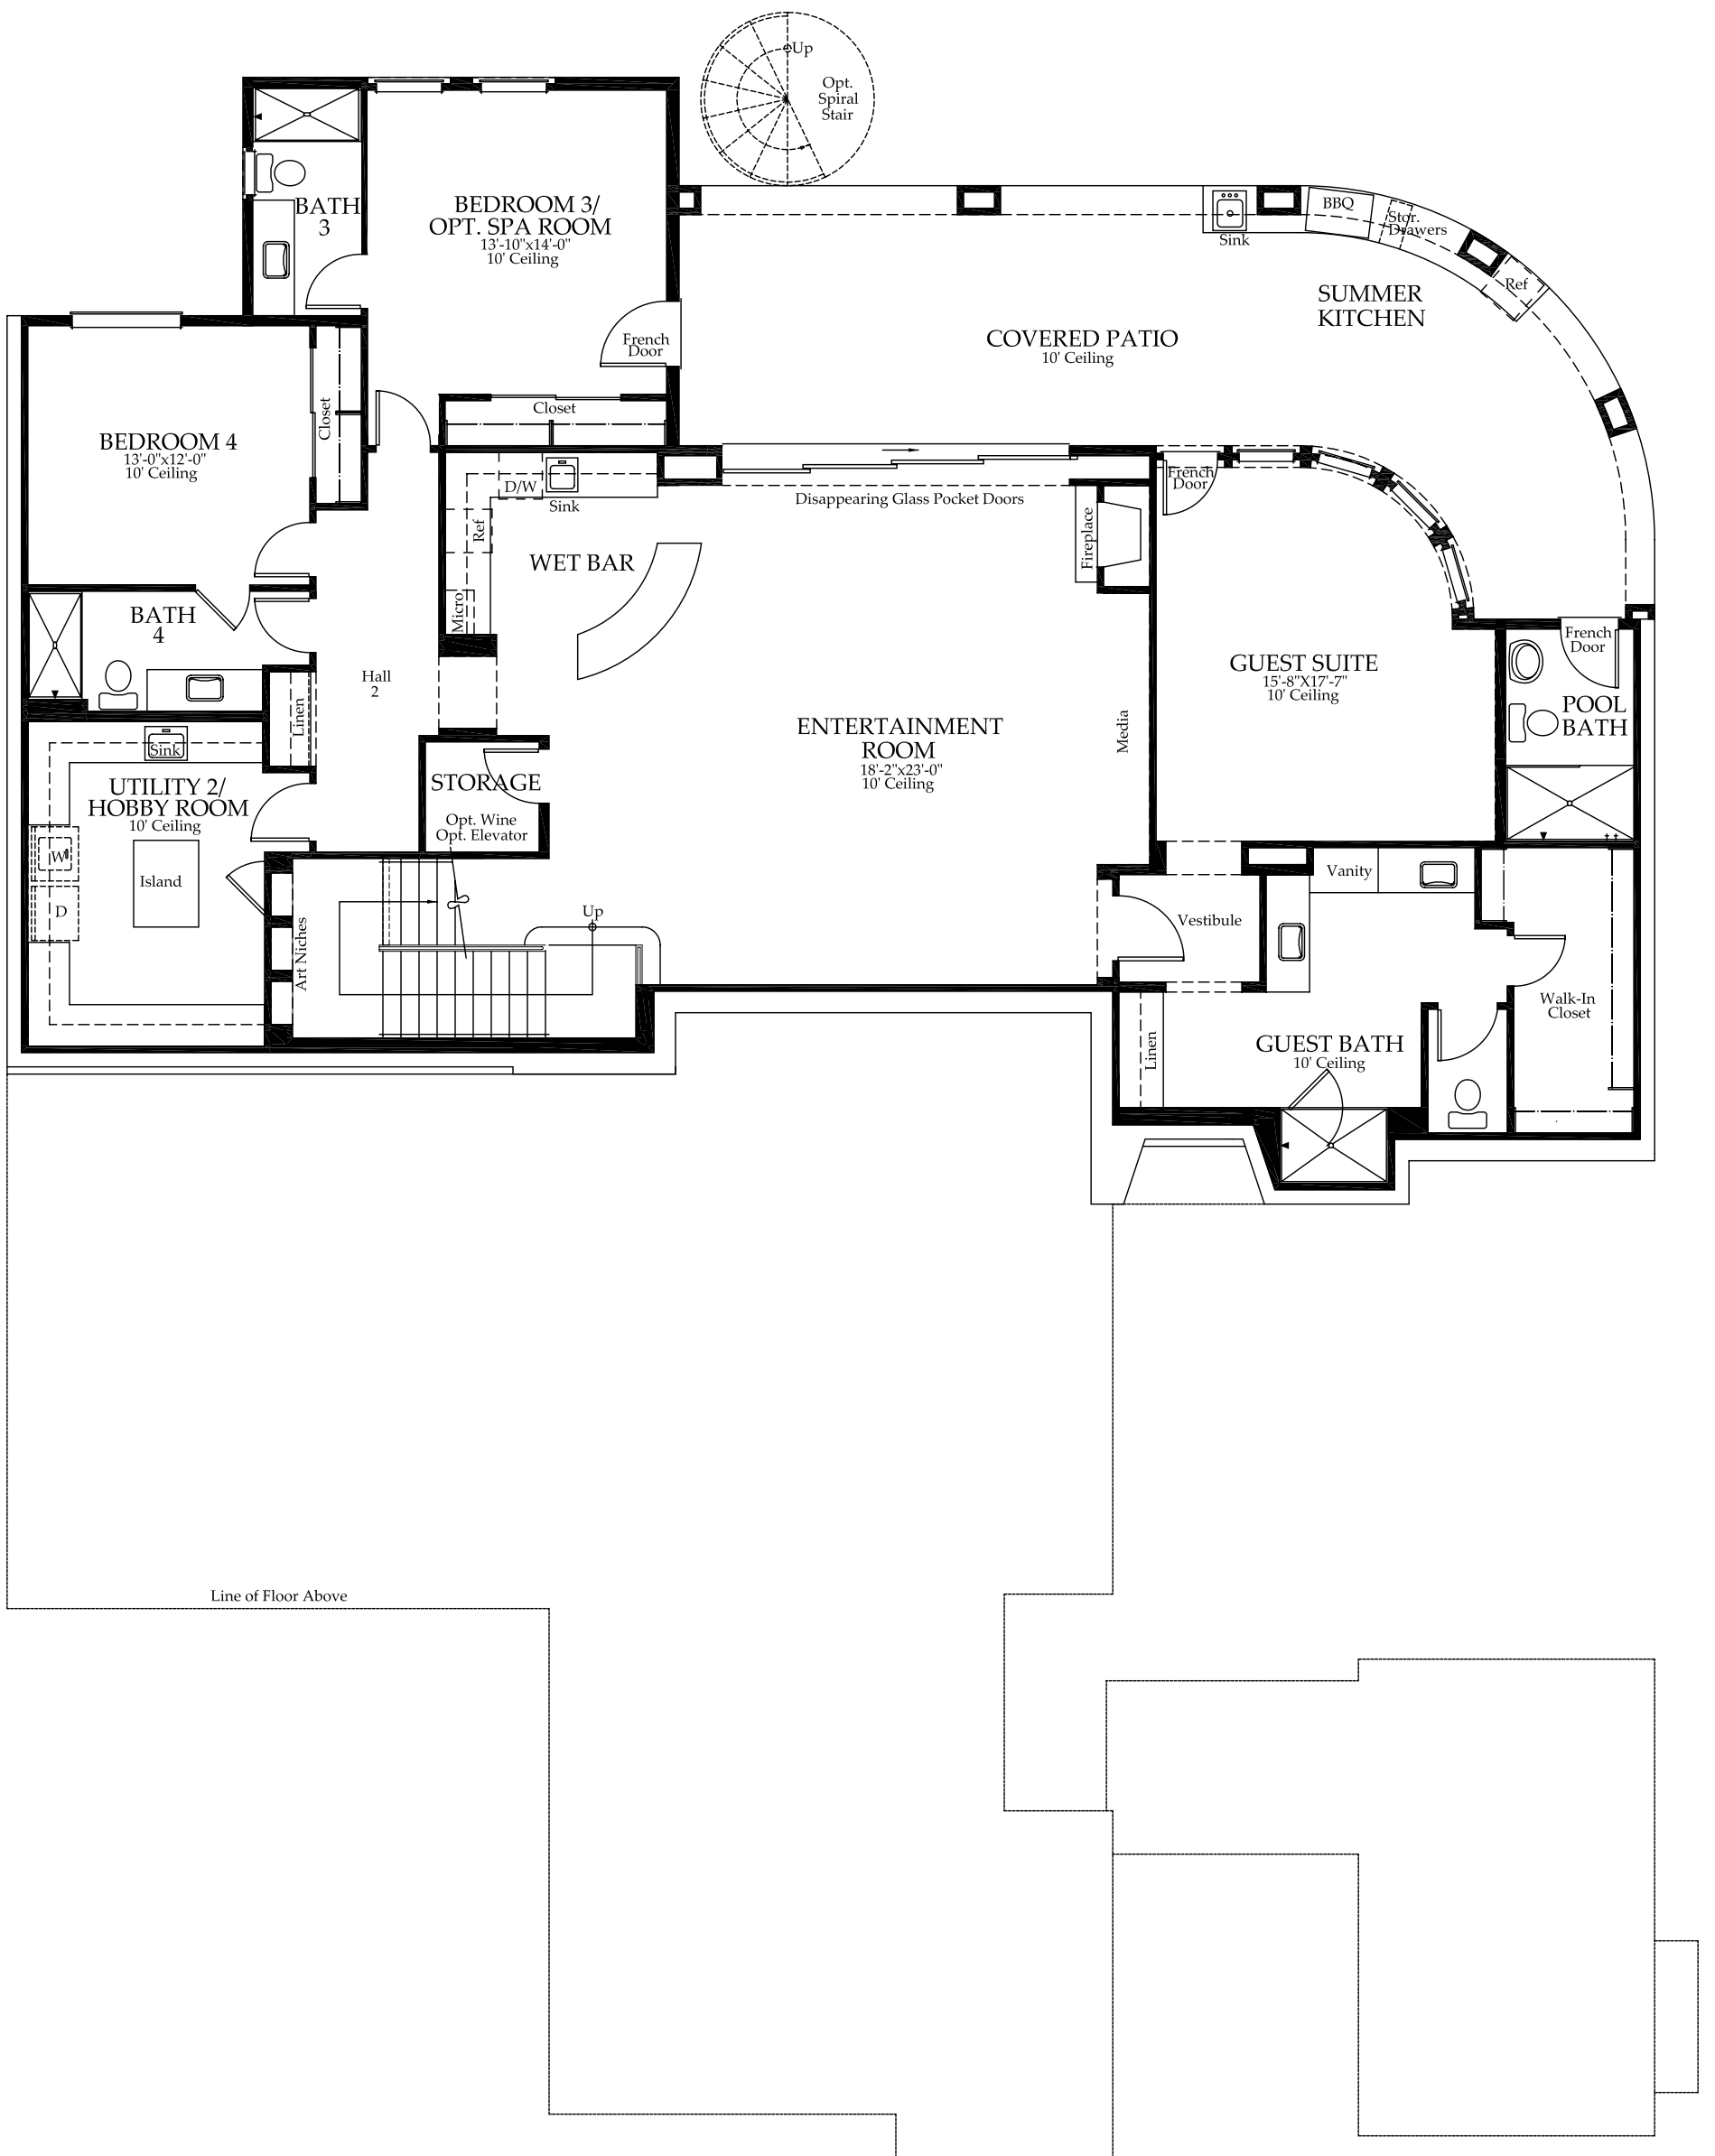 Up
Opt.
Spiral
Stair
BATH
3
BEDROOM 3/
OPT. SPA ROOM
13'-10"x14'-0"
10' Ceiling
French
Door
Closet
BBQ
Stor.
Drawers
Sink
Ref
SUMMER
KITCHEN
COVERED PATIO
10' Ceiling
BEDROOM 4
13'-0"x12'-0"
10' Ceiling
Closet
D/W
Sink
Ref
WET BAR
Micro
Disappearing Glass Pocket Doors
Fireplace
French
Door
BATH
4
Hall
2
Linen
GUEST SUITE
15'-8"X17'-7"
10' Ceiling
French
Door
POOL
BATH
ENTERTAINMENT
ROOM
18'-2"x23'-0"
10' Ceiling
Media
Sink
UTILITY 2/
HOBBY ROOM
10' Ceiling
W
D
Island
STORAGE
Opt. Wine
Opt. Elevator
Art Niches
Up
Vestibule
Vanity
Walk-In
Closet
GUEST BATH
10' Ceiling
Linen
Line of Floor Above